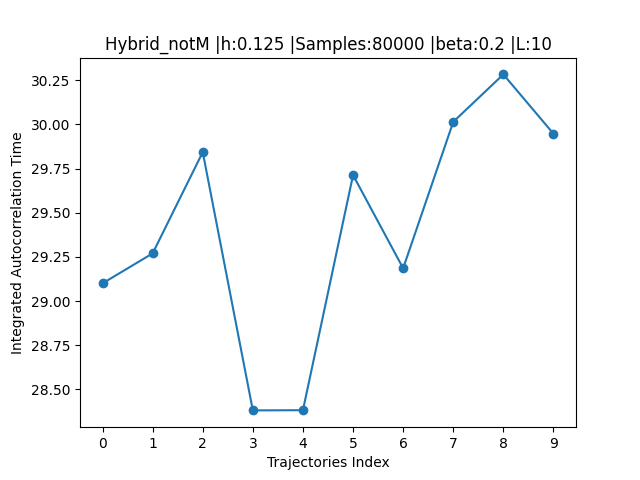 Hybrid_notM |h:0.125 |Samples:80000 |beta:0.2 |L:10
Integrated Autocorrelation Time
30.25
30.00
29.75
29.50
29.25
29.00
28.75
28.50
0 1 2 3 4 5 6 7 8 9
Trajectories Index